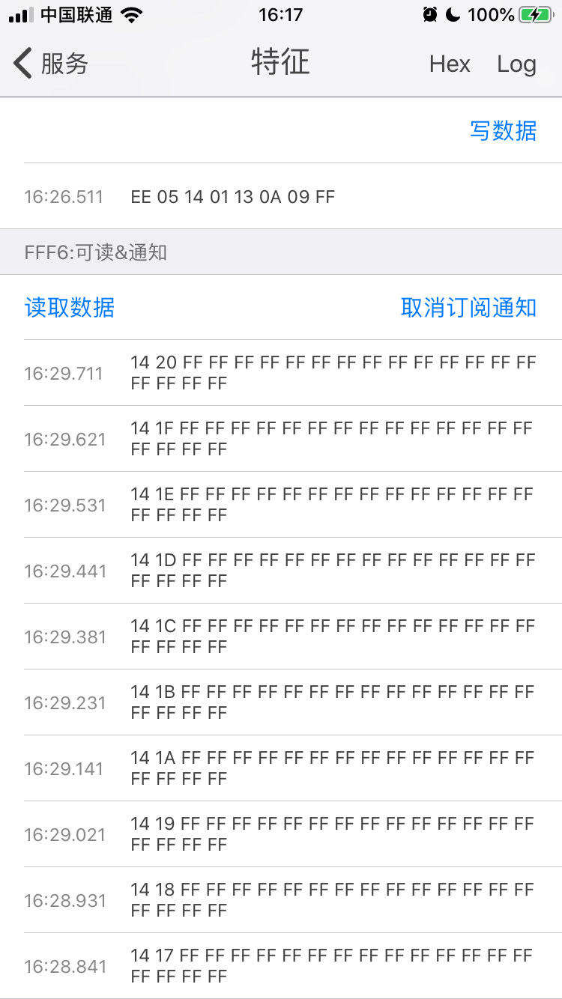 中国联通 16:17 100%
服务 特征 Hex Log
写数据
16:26.511 EE 05 14 01 13 0A 09 FF
FFF6:可读&通知
读取数据 取消订阅通知
16:29.711 14 20 FF FF FF FF FF FF FF FF FF FF FF FF FF FF
FF FF FF FF
16:29.621 14 1F FF FF FF FF FF FF FF FF FF FF FF FF FF FF
FF FF FF FF
16:29.531 14 1E FF FF FF FF FF FF FF FF FF FF FF FF FF FF
FF FF FF FF
16:29.441 14 1D FF FF FF FF FF FF FF FF FF FF FF FF FF FF
FF FF FF FF
16:29.381 14 1C FF FF FF FF FF FF FF FF FF FF FF FF FF FF
FF FF FF FF
16:29.231 14 1B FF FF FF FF FF FF FF FF FF FF FF FF FF FF
FF FF FF FF
16:29.141 14 1A FF FF FF FF FF FF FF FF FF FF FF FF FF FF
FF FF FF FF
16:29.021 14 19 FF FF FF FF FF FF FF FF FF FF FF FF FF FF
FF FF FF FF
16:28.931 14 18 FF FF FF FF FF FF FF FF FF FF FF FF FF FF
FF FF FF FF
16:28.841 14 17 FF FF FF FF FF FF FF FF FF FF FF FF FF FF
FF FF FF FF